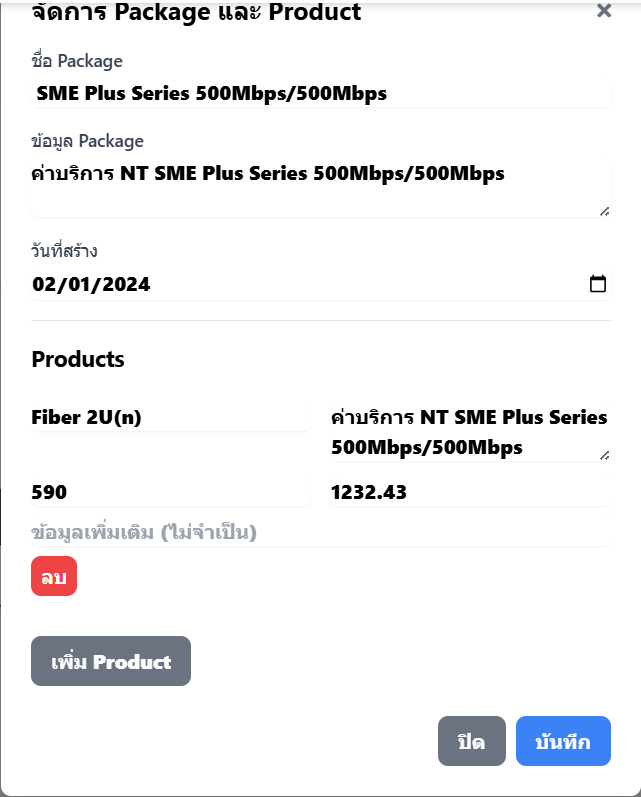 จัดการ Package และ Product
ชื่อ Package
SME Plus Series 500Mbps/500Mbps
ข้อมูล Package
ค่าบริการ NT SME Plus Series 500Mbps/500Mbps
วันที่สร้าง
02/01/2024
Products
Fiber 2U(n)
ค่าบริการ NT SME Plus Series
500Mbps/500Mbps
590
1232.43
ข้อมูลเพิ่มเติม (ไม่จำเป็น)
ลบ
เพิ่ม Product
ปิด
บันทึก